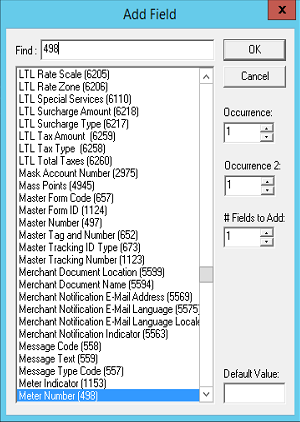 Add Field
x
Find : 498
OK
Cancel
LTL Rate Scale (6205)
LTL Rate Zone (6206)
LTL Special Services (6110)
LTL Surcharge Amount (6218)
LTL Surcharge Type (6217)
LTL Tax Amount (6259)
LTL Tax Type (6258)
LTL Total Taxes (6260)
Mask Account Number (2975)
Mass Points (4945)
Master Form Code (657)
Master Form ID (1124)
Master Number (497)
Master Tag and Number (652)
Master Tracking ID Type (673)
Master Tracking Number (1123)
Merchant Document Location (5599)
Merchant Document Name (5594)
Merchant Notification E-Mail Address (5569)
Merchant Notification E-Mail Language (5575)
Merchant Notification E-Mail Language Locale
Merchant Notification Indicator (5563)
Message Code (558)
Message Text (559)
Message Type Code (557)
Meter Indicator (1153)
Meter Number (498)
Occurrence:
1
Occurrence 2:
1
# Fields to Add:
1
Default Value: